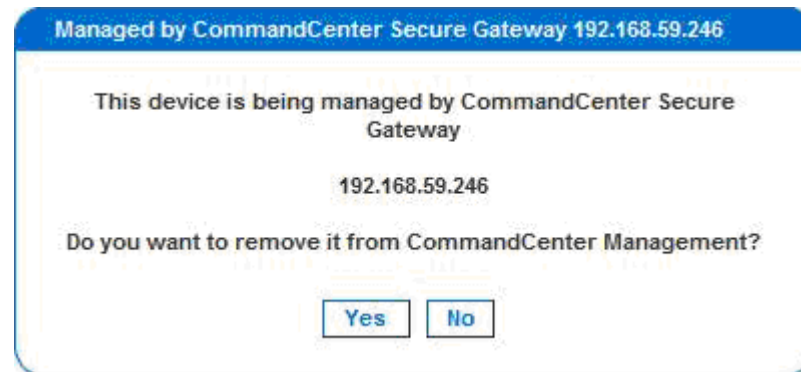 Managed by CommandCenter Secure Gateway 192.168.59.246
This device is being managed by CommandCenter Secure
Gateway
192.168.59.246
Do you want to remove it from CommandCenter Management?
Yes No